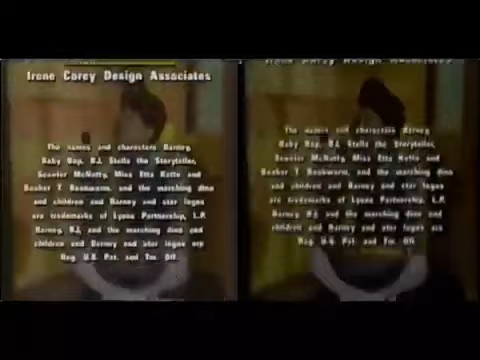 Irene Corey Design Associates
The names and characters Barney,
Baby Bop, BJ, Stella the Storyteller,
Scooter McNutty, Miss Etta Kette and
Booker T. Bookworm, and the marching dino
and children and Barney and star logos
are trademarks of Lyons Partnership, L.P.
Barney, BJ, and the marching dino and
children and Barney and star logos are
Reg. U.S. Pat. and Tm. Off.
Irene Corey Design Associates
The names and characters Barney,
Baby Bop, BJ, Stella the Storyteller,
Scooter McNutty, Miss Etta Kette and
Booker T. Bookworm, and the marching dino
and children and Barney and star logos
are trademarks of Lyons Partnership, L.P.
Barney, BJ and the marching dino and
children and Barney and star logos are
Reg. U.S. Pat. and Tm. Off.